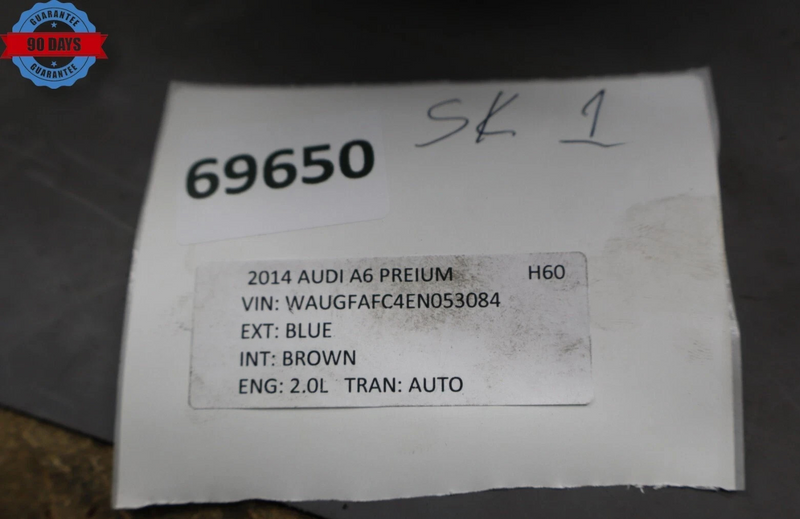 GUARANTEE
90 DAYS
GUARANTEE
SK 1
69650
2014 AUDI A6 PREIUM H60
VIN: WAUGFAFC4EN053084
EXT: BLUE
INT: BROWN
ENG: 2.0L TRAN: AUTO